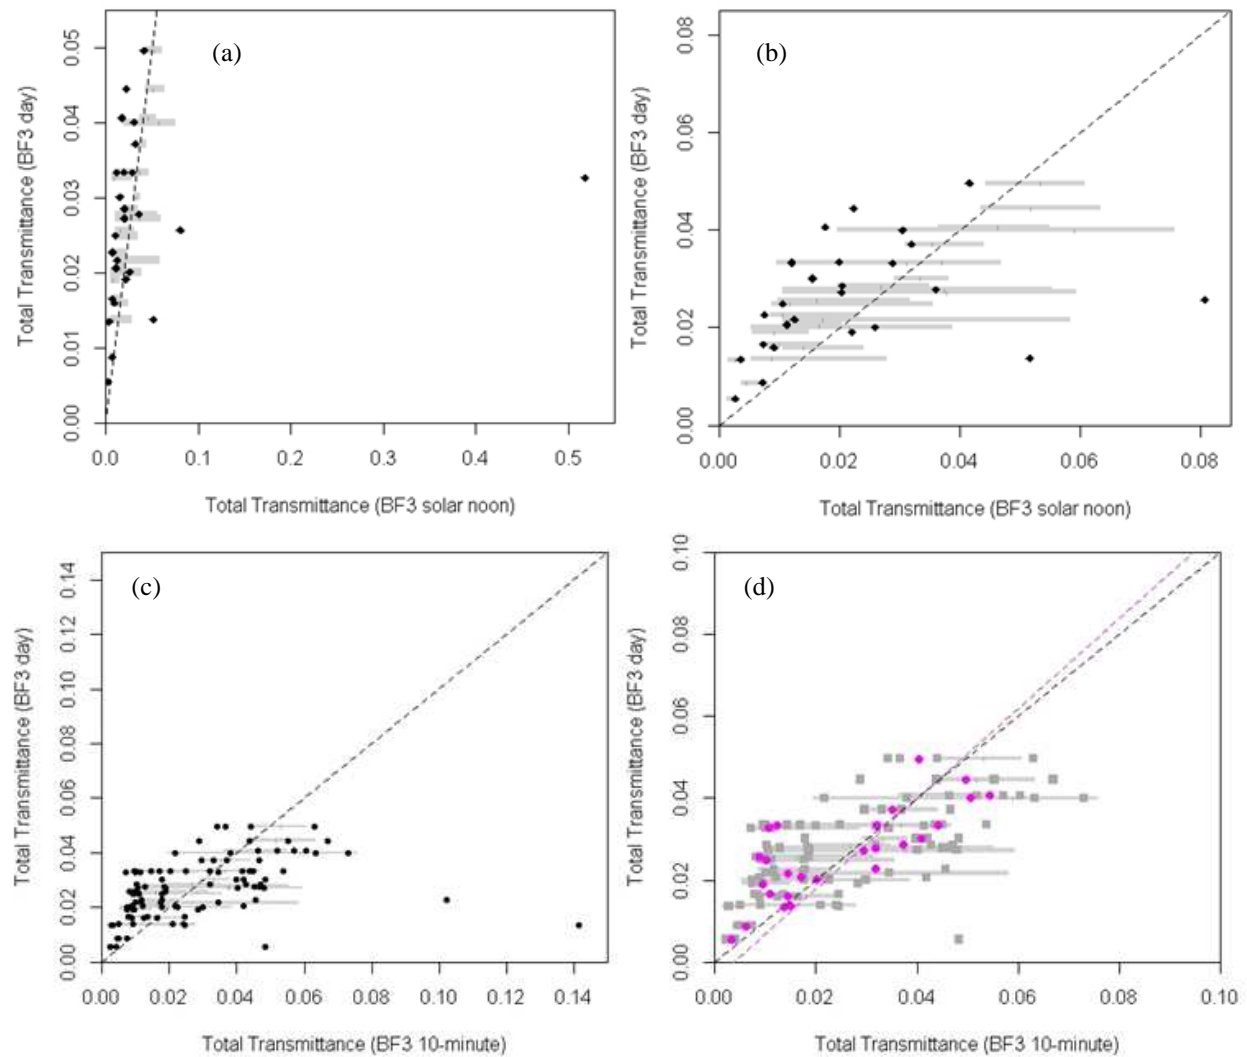 (a)
0.00 0.01 0.02 0.03 0.04 0.05
Total Transmittance (BF3 day)
0.0 0.1 0.2 0.3 0.4 0.5
Total Transmittance (BF3 solar noon)
(b)
0.00 0.02 0.04 0.06 0.08
Total Transmittance (BF3 day)
0.00 0.02 0.04 0.06 0.08
Total Transmittance (BF3 solar noon)
(c)
0.00 0.02 0.04 0.06 0.08 0.10 0.12 0.14
Total Transmittance (BF3 day)
0.00 0.02 0.04 0.06 0.08 0.10 0.12 0.14
Total Transmittance (BF3 10-minute)
(d)
0.00 0.02 0.04 0.06 0.08 0.10
Total Transmittance (BF3 day)
0.00 0.02 0.04 0.06 0.08 0.10
Total Transmittance (BF3 10-minute)